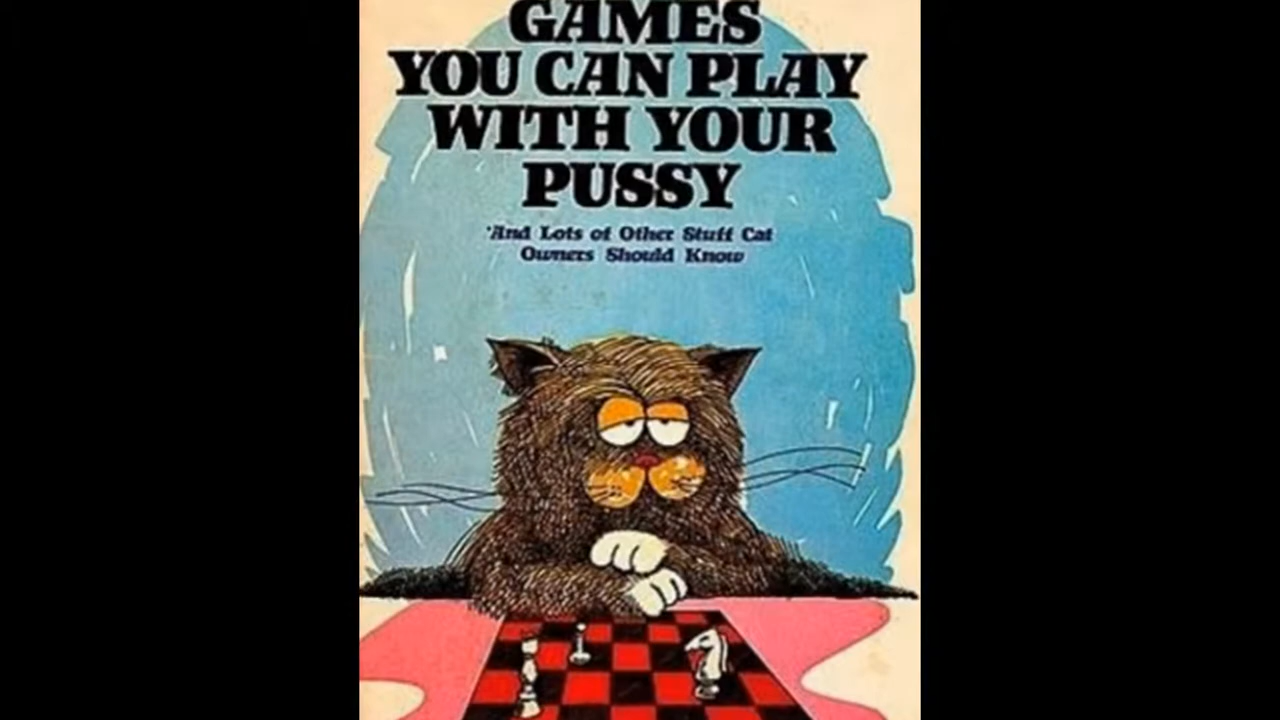 GAMES
YOU CAN PLAY
WITH YOUR
PUSSY
'And Lots of Other Stuff Cat
Owners Should Know